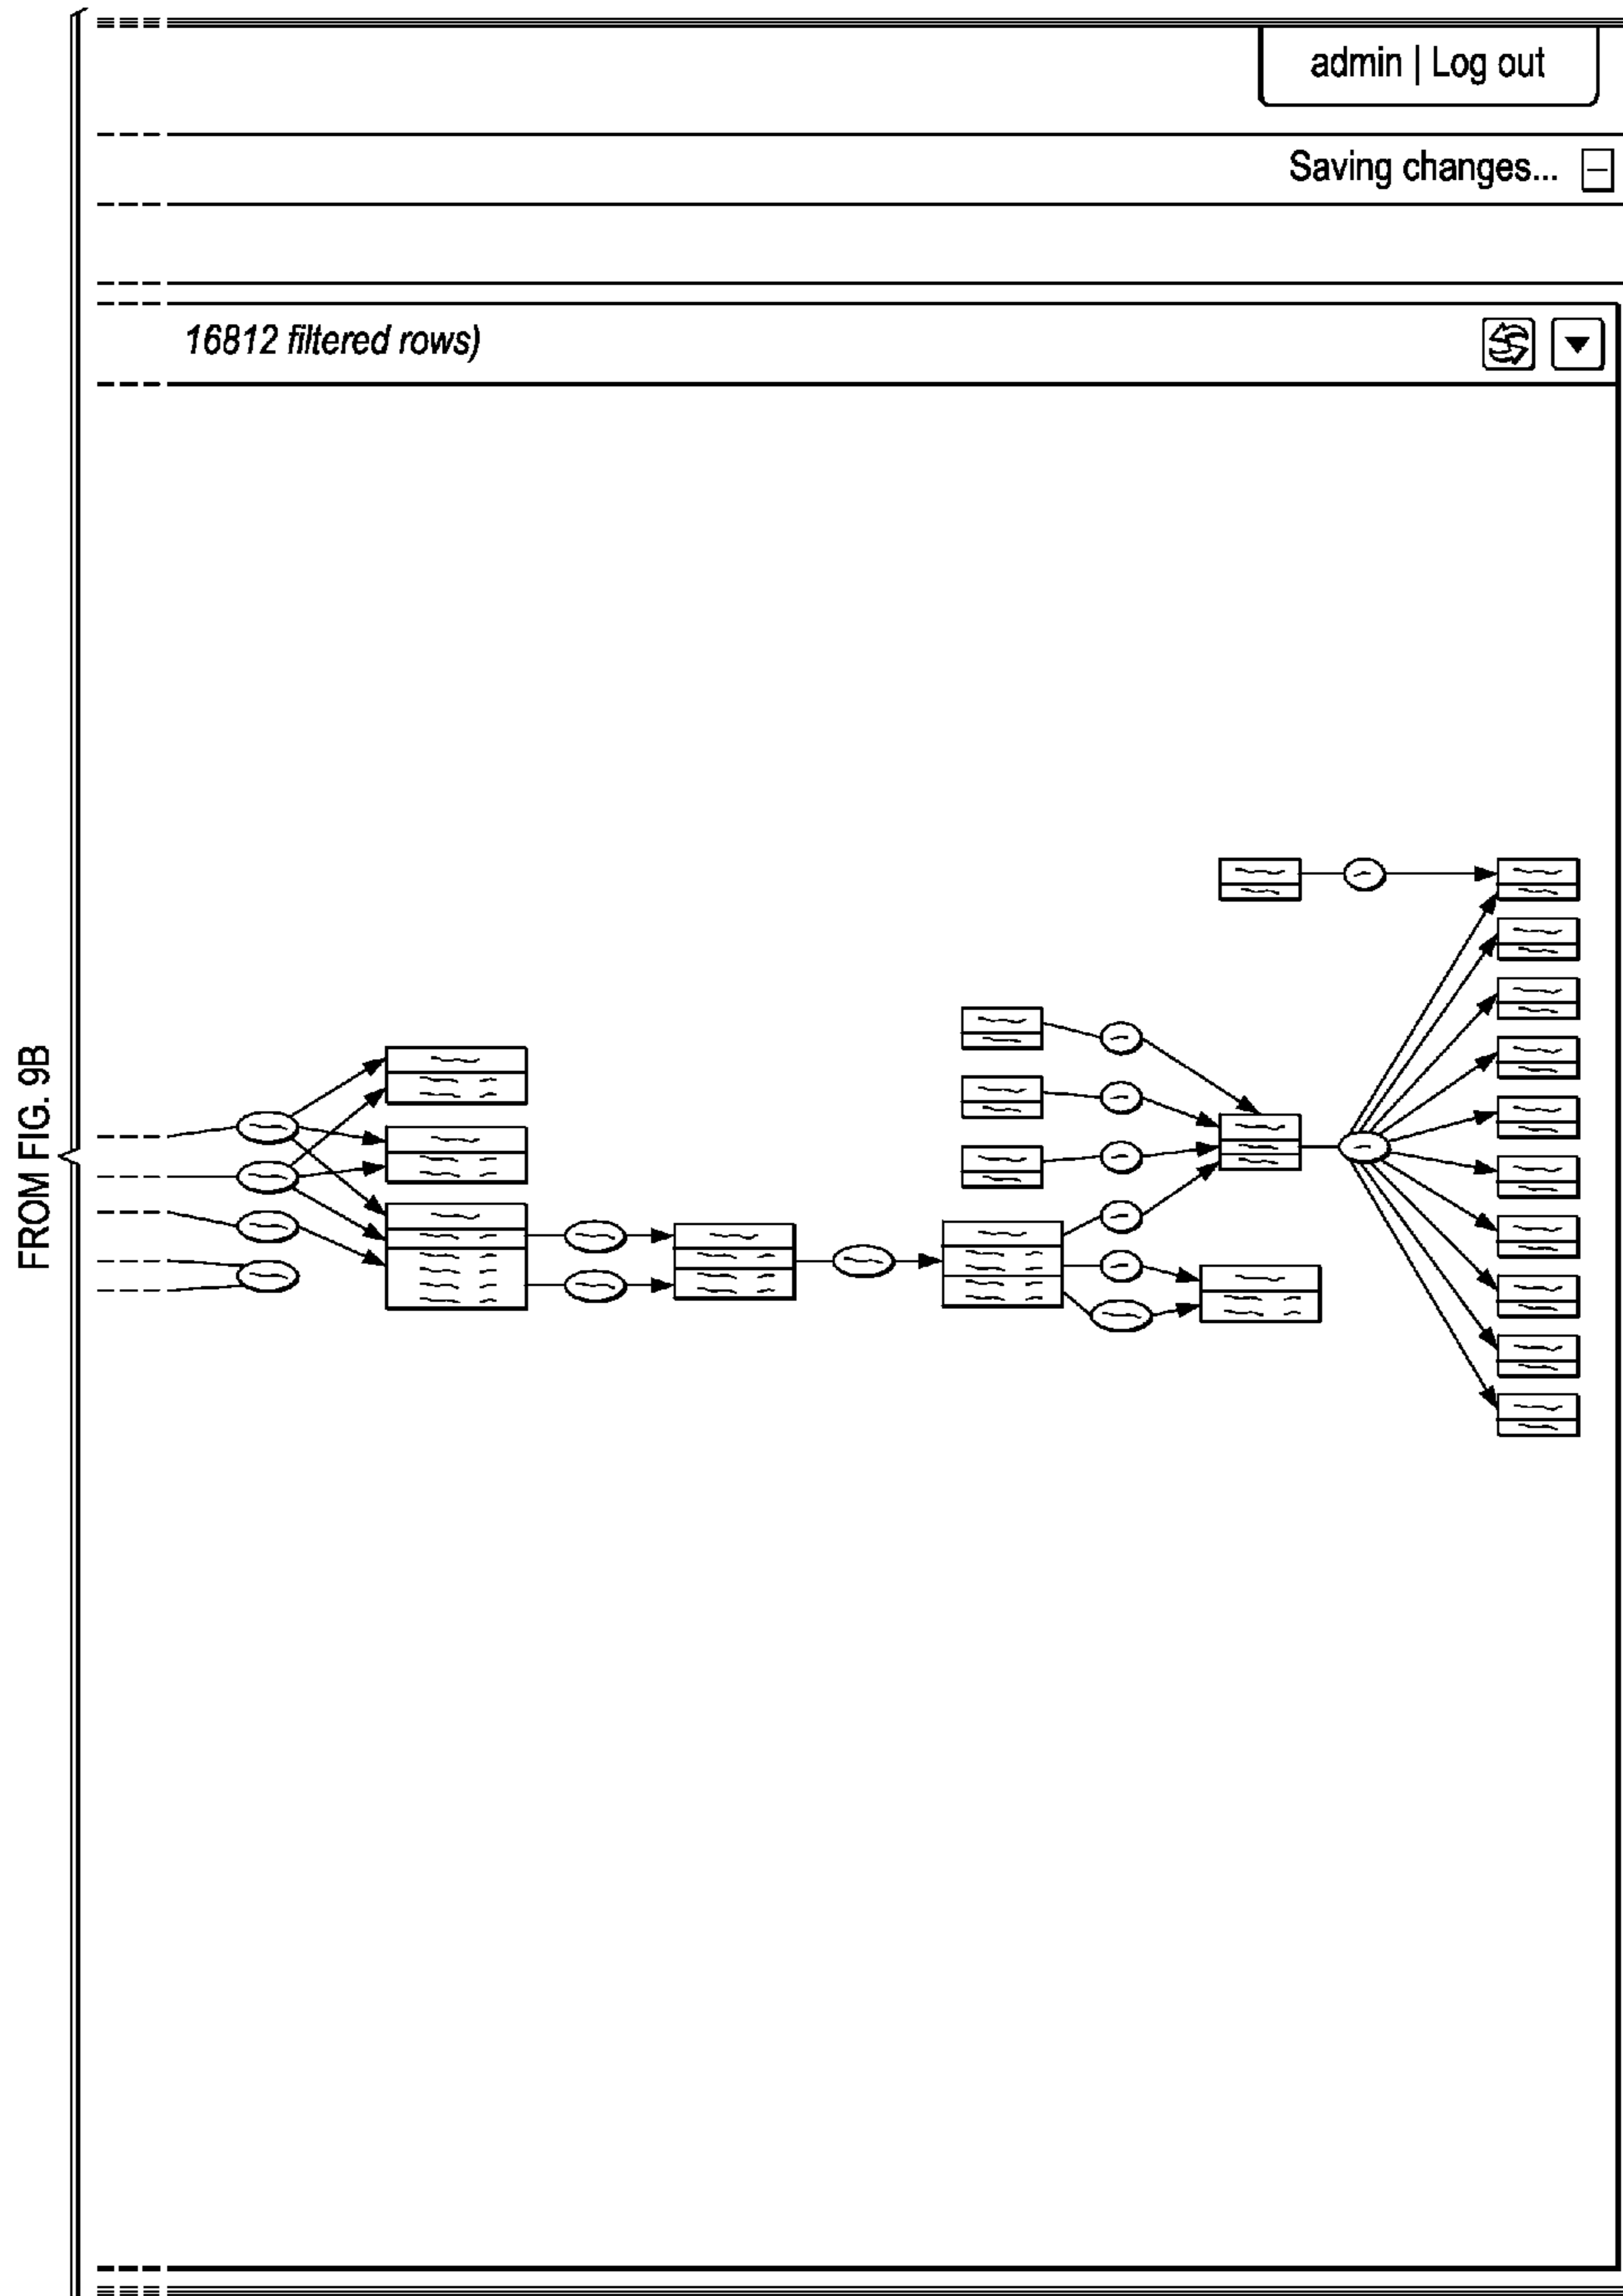 admin | Log out
Saving changes...
16812 filtered rows)
FROM FIG. 9B